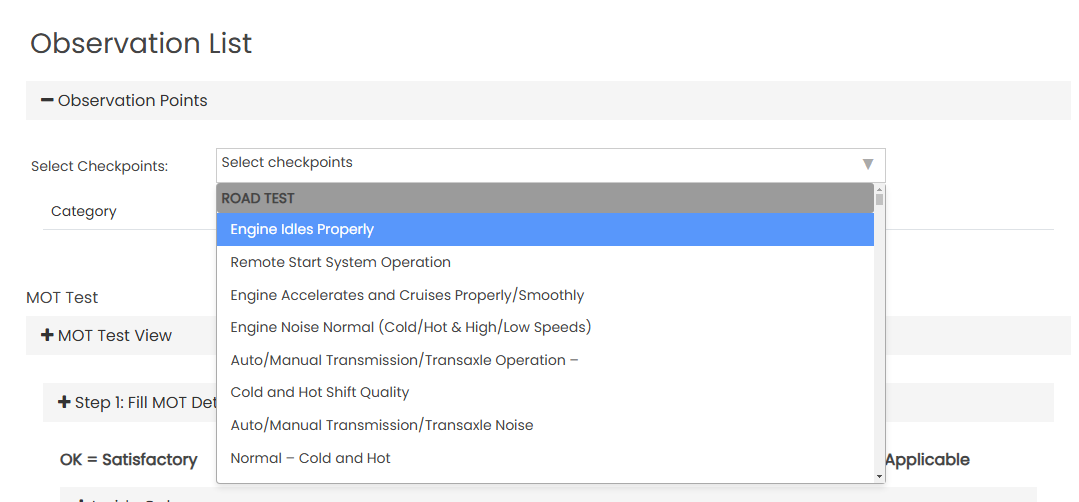 Observation List
Observation Points
Select Checkpoints:
Select checkpoints
ROAD TEST
Category
Engine Idles Properly
Remote Start System Operation
Engine Accelerates and Cruises Properly/Smoothly
MOT Test
Engine Noise Normal (Cold/Hot & High/Low Speeds)
MOT Test View
Auto/Manual Transmission/Transaxle Operation –
Cold and Hot Shift Quality
Step 1: Fill MOT Det
Auto/Manual Transmission/Transaxle Noise
Normal – Cold and Hot
OK = Satisfactory
Applicable